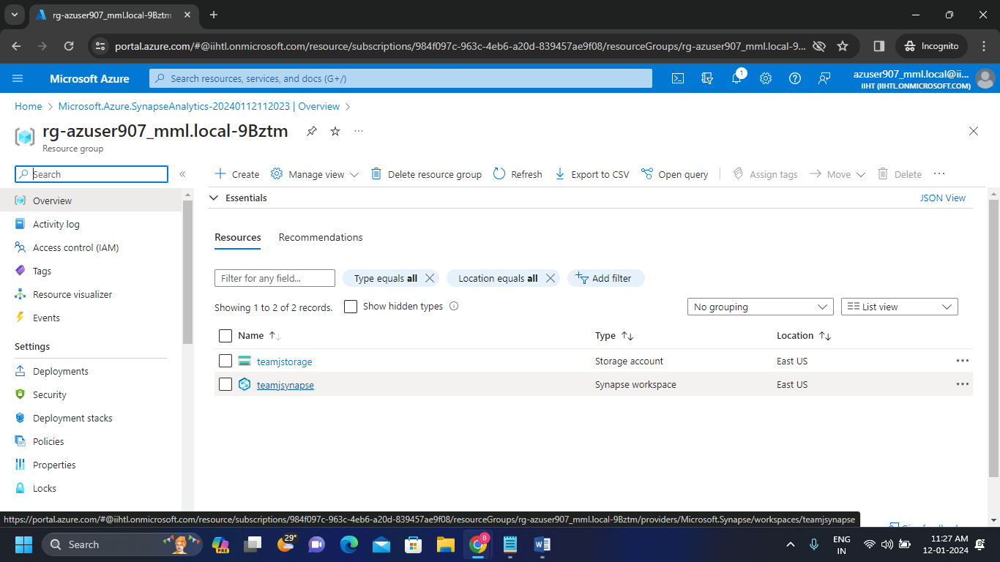 rg-azuser907_mml.local-9Bztm
portal.azure.com/#@iihtl.onmicrosoft.com/resource/subscriptions/984f097c-963c-4eb6-a20d-839457ae9f08/resourceGroups/rg-azuser907_mml.local-9...
Incognito
Microsoft Azure
Search resources, services, and docs (G+/)
1
azuser907_mml.local@ii...
IIHT (IIHTL.ONMICROSOFT.COM)
Home > Microsoft.Azure.SynapseAnalytics-20240112112023 | Overview >
rg-azuser907_mml.local-9Bztm
Resource group
Search
Create
Manage view
Delete resource group
Refresh
Export to CSV
Open query
Assign tags
Move
Delete
Overview
Activity log
Access control (IAM)
Tags
Resource visualizer
Events
Settings
Deployments
Security
Deployment stacks
Policies
Properties
Locks
Essentials
JSON View
Resources
Recommendations
Filter for any field...
Type equals all
Location equals all
Add filter
Showing 1 to 2 of 2 records.
Show hidden types
No grouping
List view
Name
Type
Location
teamjstorage
Storage account
East US
teamjsynapse
Synapse workspace
East US
https://portal.azure.com/#@iihtl.onmicrosoft.com/resource/subscriptions/984f097c-963c-4eb6-a20d-839457ae9f08/resourceGroups/rg-azuser907_mml.local-9Bztm/providers/Microsoft.Synapse/workspaces/teamjsynapse
Search
PRE
29°
8
ENG
IN
11:27 AM
12-01-2024